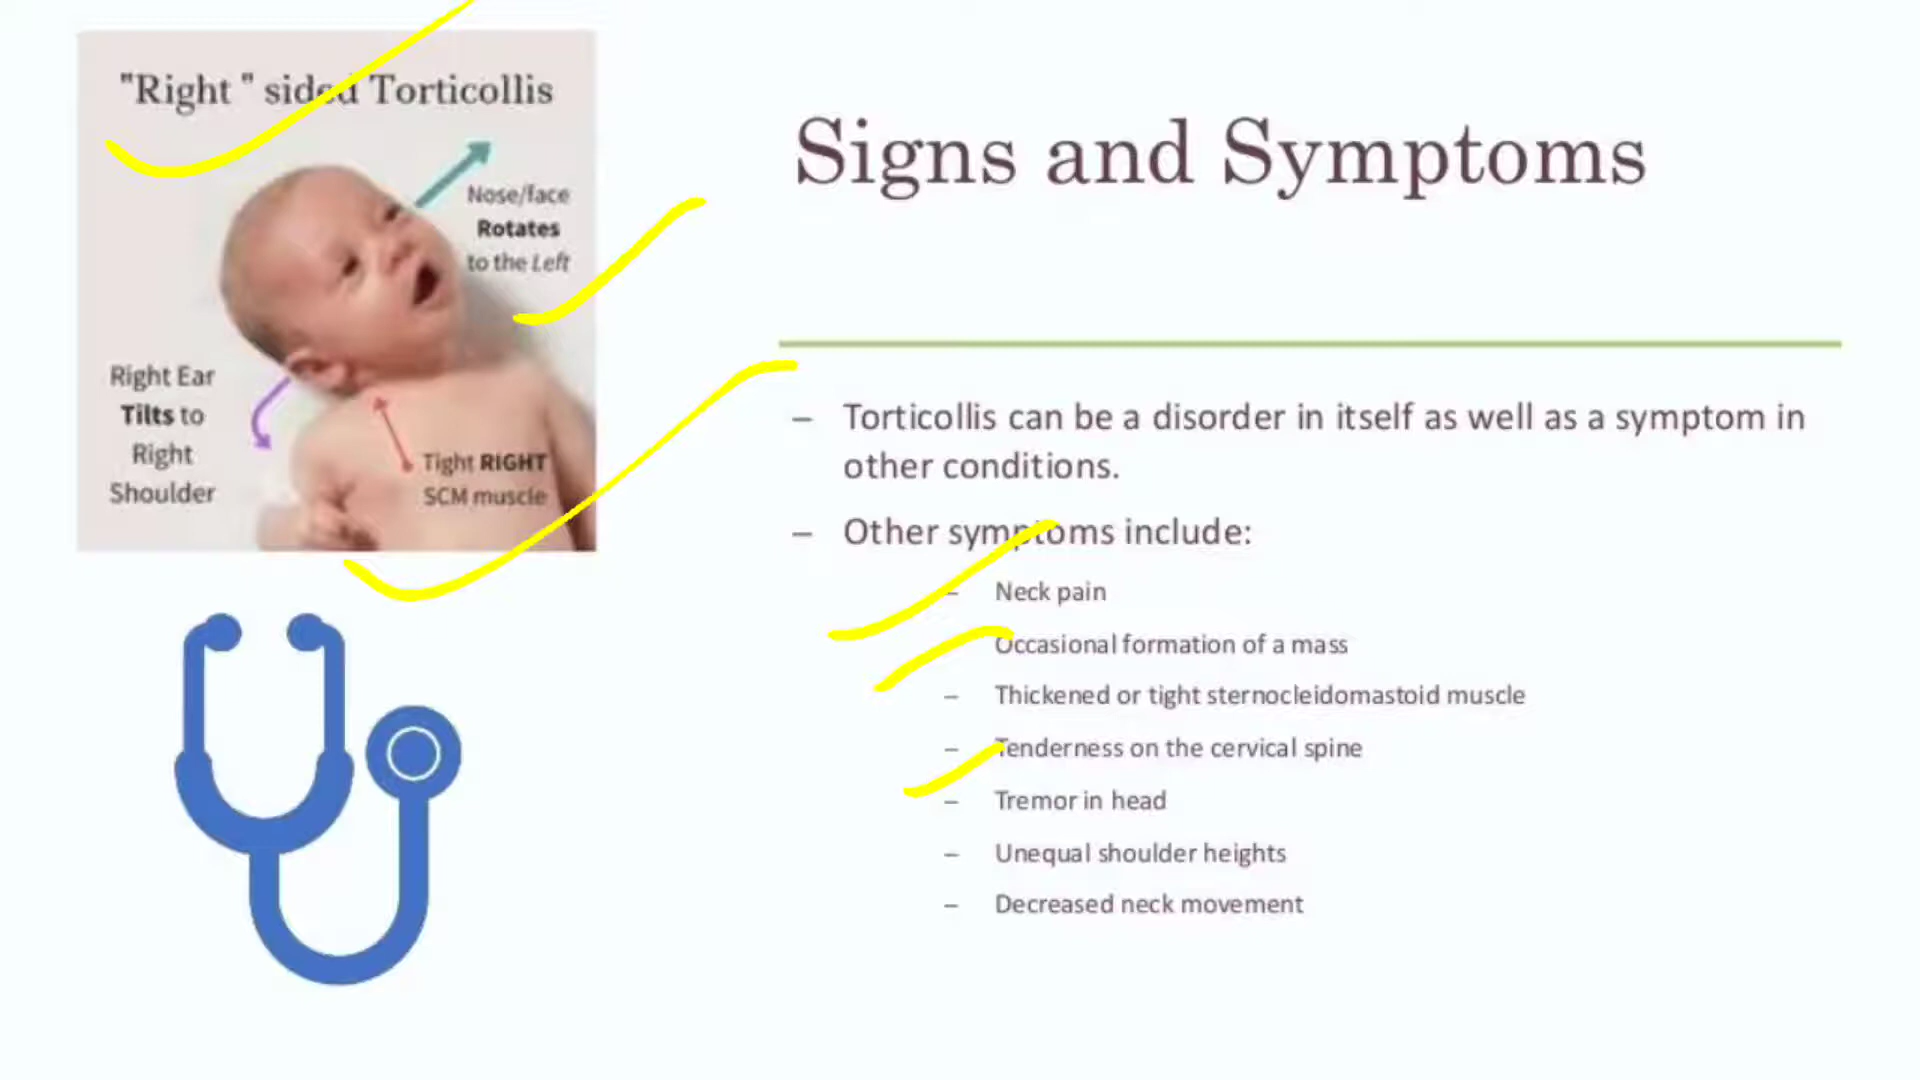 "Right " sided Torticollis
Nose/face
Rotates
to the Left
Right Ear
Tilts to
Right
Shoulder
Tight RIGHT
SCM muscle
Signs and Symptoms
– Torticollis can be a disorder in itself as well as a symptom in
other conditions.
– Other symptoms include:
– Neck pain
Occasional formation of a mass
– Thickened or tight sternocleidomastoid muscle
– Tenderness on the cervical spine
– Tremor in head
– Unequal shoulder heights
– Decreased neck movement